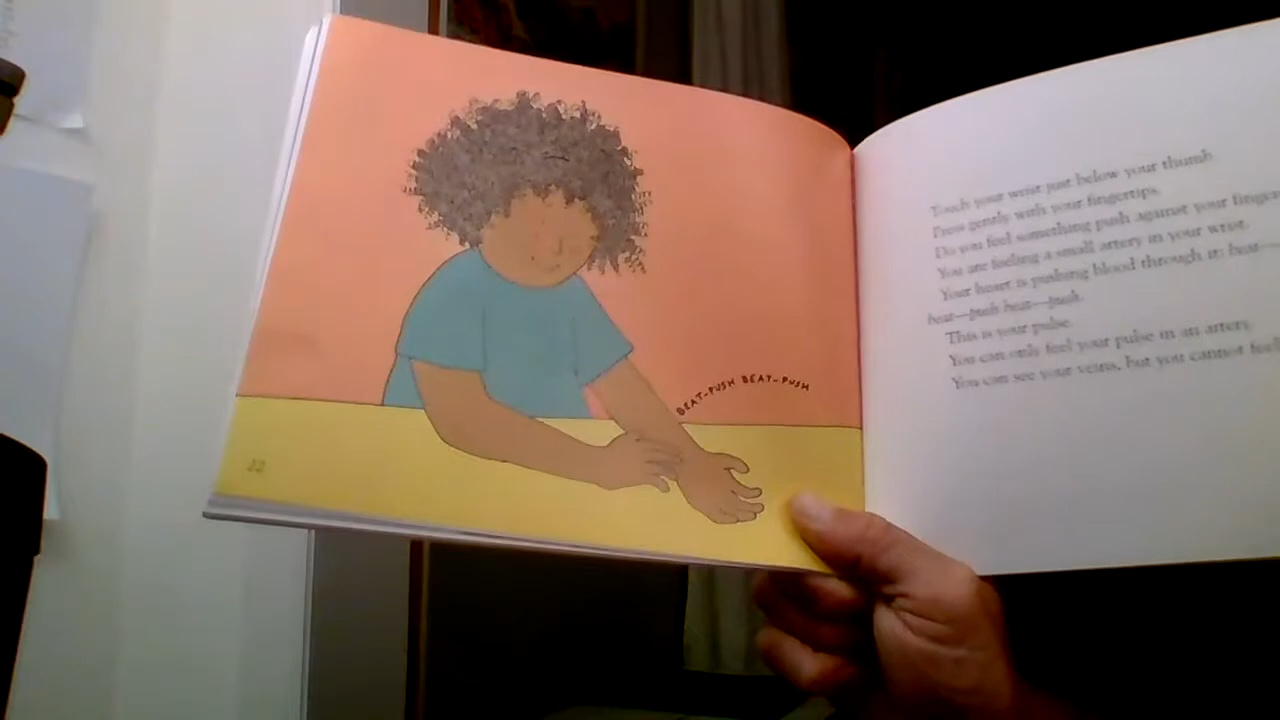 BEAT-PUSH BEAT-PUSH
22
Touch your wrist just below your thumb.
Press gently with your fingertips.
Do you feel something push against your finger
You are feeling a small artery in your wrist.
Your heart is pushing blood through it: beat—
beat—push beat—push.
This is your pulse.
You can only feel your pulse in an artery.
You can see your veins, but you cannot feel